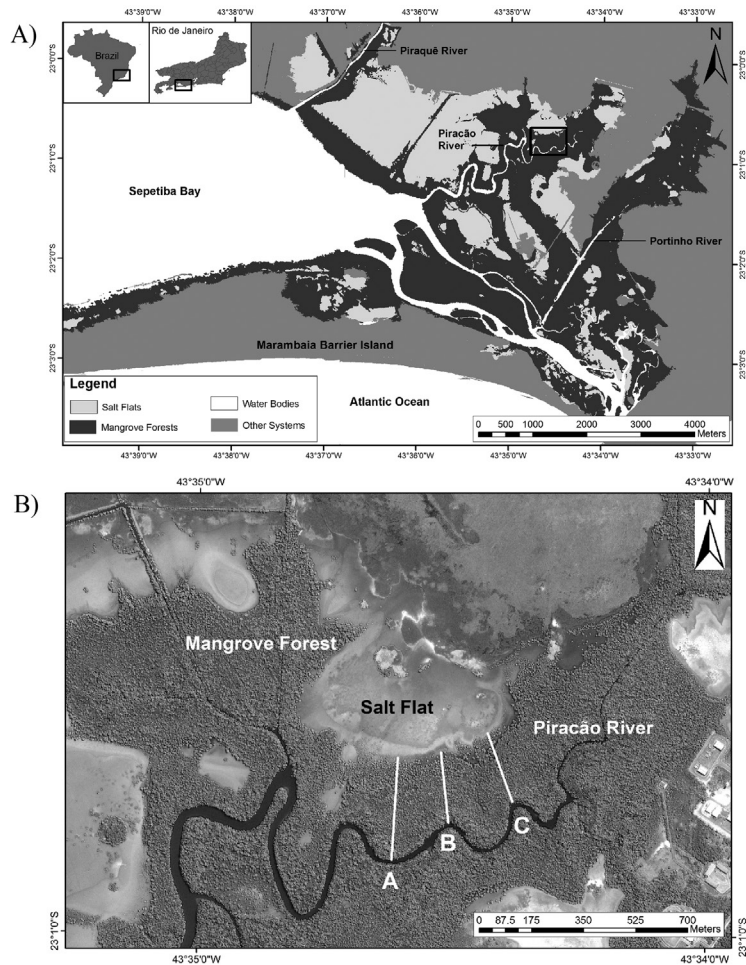 A)
43°39'0"W 43°38'0"W 43°37'0"W 43°36'0"W 43°35'0"W 43°34'0"W 43°33'0"W
Brazil
Rio de Janeiro
N
Piraquê River
23°0'0"S
23°0'0"S
Piracão
River
23°1'0"S
23°1'0"S
Sepetiba Bay
Portinho River
23°2'0"S
23°2'0"S
Marambaia Barrier Island
23°3'0"S
23°3'0"S
Legend
Salt Flats
Water Bodies
Mangrove Forests
Other Systems
Atlantic Ocean
0 500 1000 2000 3000 4000
Meters
43°39'0"W 43°38'0"W 43°37'0"W 43°36'0"W 43°35'0"W 43°34'0"W 43°33'0"W
B)
43°35'0"W 43°34'0"W
N
Mangrove Forest
Salt Flat
Piracão River
A
B
C
0 87.5 175 350 525 700
Meters
23°1'0"S
23°1'0"S
43°35'0"W 43°34'0"W